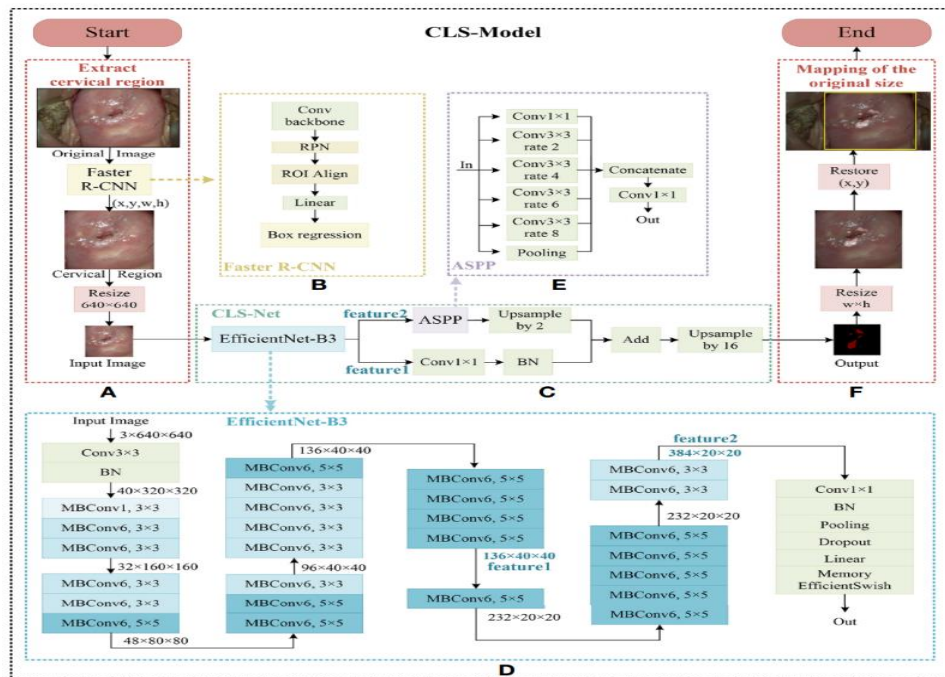 Start
CLS-Model
End
Extract
cervical region
Original Image
Faster
R-CNN
(x,y,w,h)
Cervical Region
Resize
640×640
Input Image
A
Conv
backbone
RPN
ROI Align
Linear
Box regression
Faster R-CNN
B
In
Conv1×1
Conv3×3
rate 2
Conv3×3
rate 4
Conv3×3
rate 6
Conv3×3
rate 8
Pooling
Concatenate
Conv1×1
Out
ASPP
E
Mapping of the
original size
Restore
(x,y)
Resize
w×h
Output
F
CLS-Net
EfficientNet-B3
feature2
ASPP
Upsample
by 2
feature1
Conv1×1
BN
Add
Upsample
by 16
C
EfficientNet-B3
Input Image
3×640×640
Conv3×3
BN
40×320×320
MBConv1, 3×3
MBConv6, 3×3
MBConv6, 3×3
32×160×160
MBConv6, 3×3
MBConv6, 3×3
MBConv6, 5×5
48×80×80
136×40×40
MBConv6, 5×5
MBConv6, 3×3
MBConv6, 3×3
MBConv6, 3×3
MBConv6, 3×3
96×40×40
MBConv6, 3×3
MBConv6, 5×5
MBConv6, 5×5
MBConv6, 5×5
MBConv6, 5×5
MBConv6, 5×5
MBConv6, 5×5
136×40×40
feature1
MBConv6, 5×5
232×20×20
feature2
384×20×20
MBConv6, 3×3
MBConv6, 3×3
232×20×20
MBConv6, 5×5
MBConv6, 5×5
MBConv6, 5×5
MBConv6, 5×5
MBConv6, 5×5
Conv1×1
BN
Pooling
Dropout
Linear
Memory
EfficientSwish
Out
D